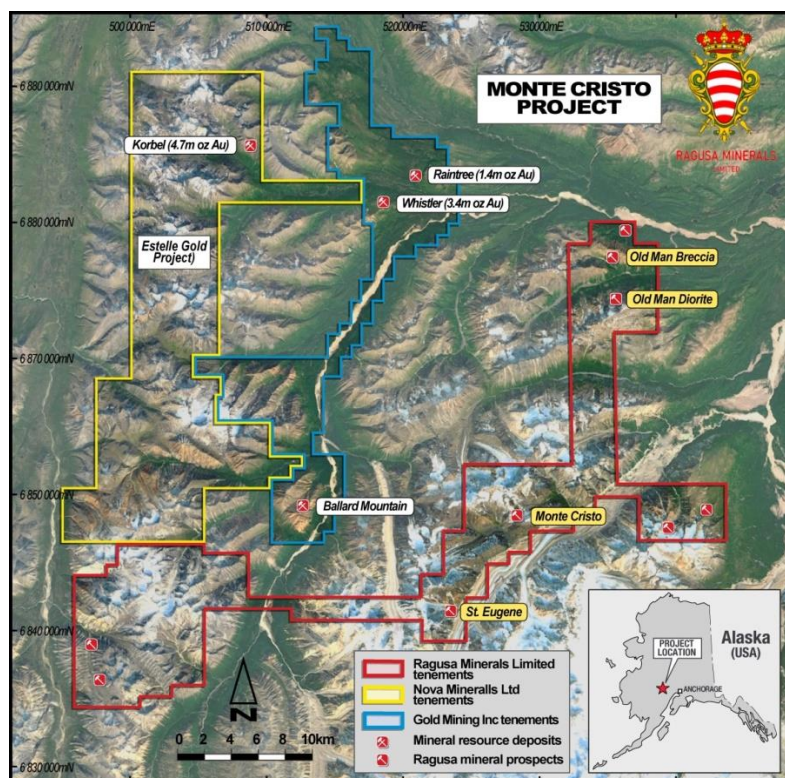 500 000mE
510 000mE
520000mE
530000mE
MONTE CRISTO
PROJECT
RAGUSA MINERALS
LIMITED
6 880 000mN
Korbel (4.7m oz Au)
Raintree (1.4m oz Au)
Whistler (3.4m oz Au)
6 880 000mN
Estelle Gold
Project)
Old Man Breccia
Old Man Diorite
6 870 000mN
6 850 000mN
Ballard Mountain
Monte Cristo
St. Eugene
6 840 000mN
N
0 2 4 6 8 10km
6 830 000mN
Ragusa Minerals Limited
tenements
Nova Mineralls Ltd
tenements
Gold Mining Inc tenements
Mineral resource deposits
Ragusa mineral prospects
PROJECT
LOCATION
Alaska
(USA)
ANCHORAGE